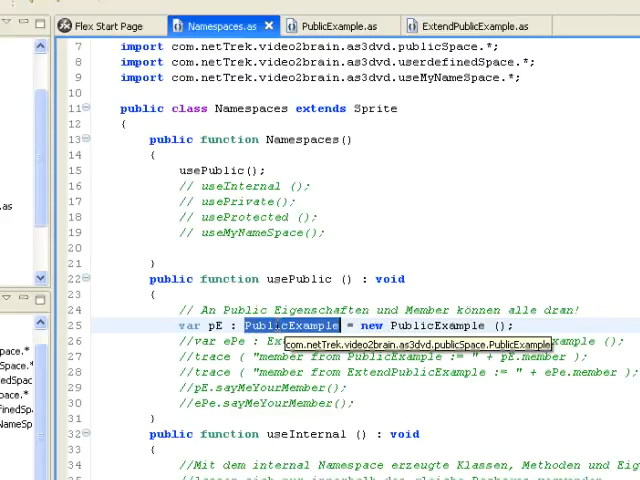 Flex Start Page
Namespaces.as
PublicExample.as
ExtendPublicExample.as
7 import com.netTrek.video2brain.as3dvd.publicSpace.*;
8 import com.netTrek.video2brain.as3dvd.userdefinedSpace.*;
9 import com.netTrek.video2brain.as3dvd.useMyNameSpace.*;
10
11 public class Namespaces extends Sprite
12 {
13 public function Namespaces()
14 {
15 usePublic();
16 // useInternal ();
17 // usePrivate();
18 // useProtected ();
19 // useMyNameSpace();
20
21 }
22 public function usePublic () : void
23 {
24 // An Public Eigenschaften und Member können alle dran!
25 var pE : PublicExample = new PublicExample ();
26 //var ePe : Ex ample ();
com.netTrek.video2brain.as3dvd.publicSpace.PublicExample
27 //trace ( "member from PublicExample := " + pE.member );
28 //trace ( "member from ExtendPublicExample := " + ePe.member );
29 //pE.sayMeYourMember();
30 //ePe.sayMeYourMember();
31 }
32 public function useInternal () : void
33 {
34 //Mit dem internal Namespace erzeugte Klassen, Methoden und Eig
.as
pace.*
Space.*
edSpac
Space.*
finedSp
NameSp